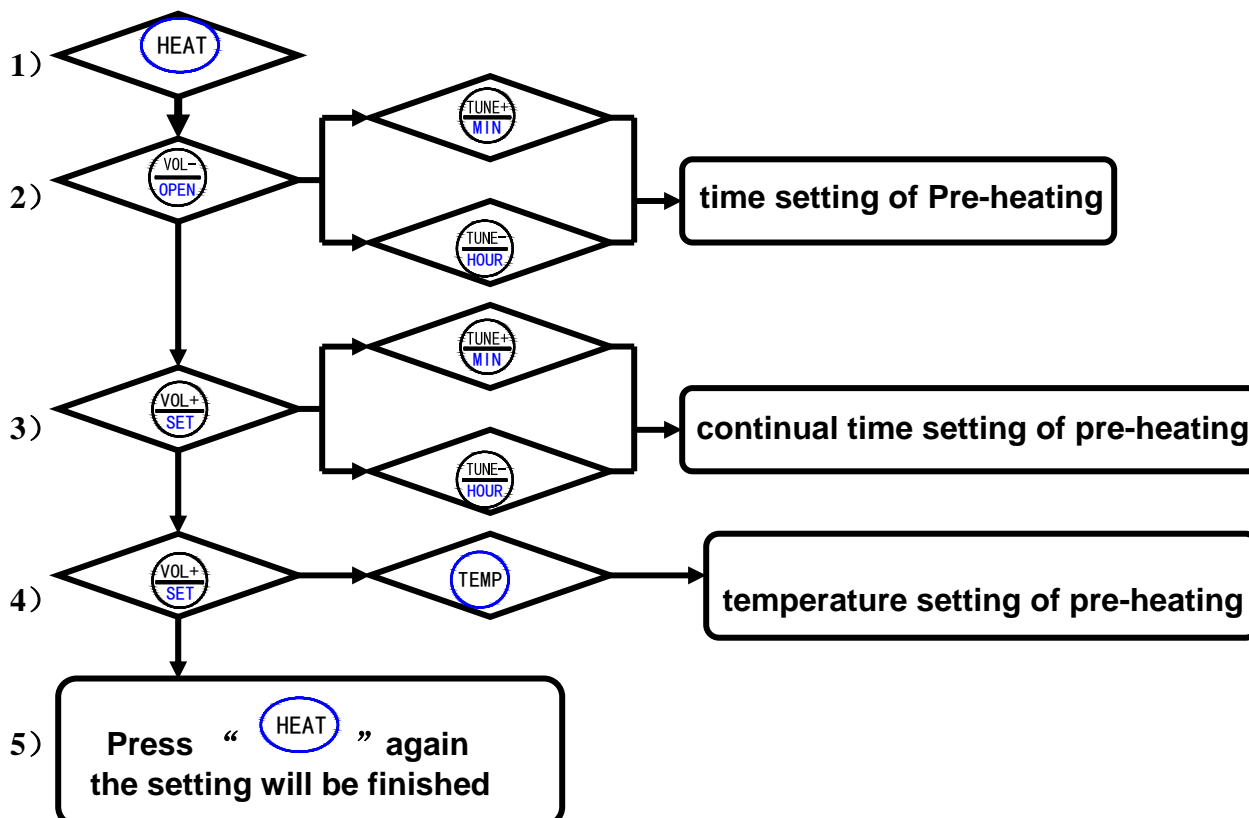 1)
HEAT
2)
VOL-
OPEN
TUNE+
MIN
TUNE-
HOUR
time setting of Pre-heating
3)
VOL+
SET
TUNE+
MIN
TUNE-
HOUR
continual time setting of pre-heating
4)
VOL+
SET
TEMP
temperature setting of pre-heating
5)
Press “ HEAT ” again
the setting will be finished